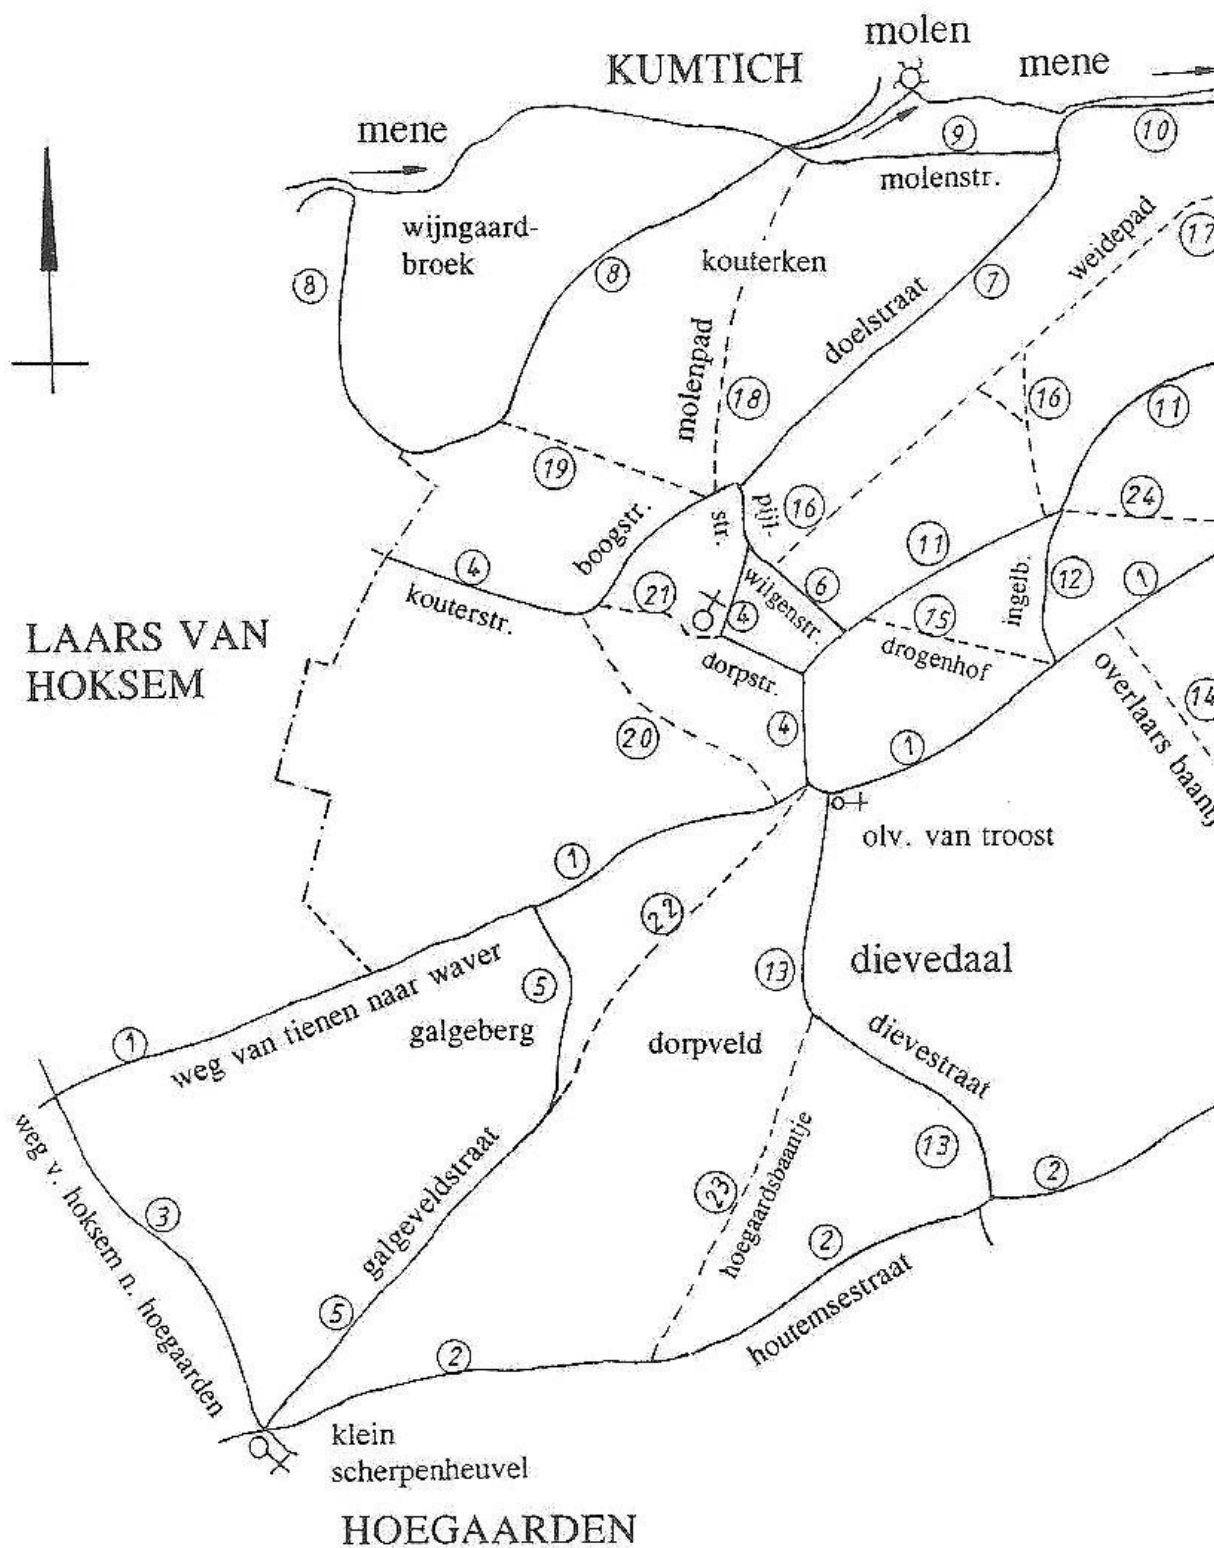 molen
KUMTICH
mene
mene
10
9
molenstr.
wijngaard-
broek
8
8
kouterken
weidepad
17
7
doelstraat
molenpad
18
16
11
19
24
boogstr.
str.
pijl-
16
11
4
kouterstr.
21
4
wilgenstr.
6
15
ingelb.
12
1
drogenhof
LAARS VAN
HOKSEM
dorpstr.
4
20
1
overlaars baantj
14
olv. van troost
1
22
13
dievedaal
5
weg van tienen naar waver
1
galgeberg
dorpveld
dievestraat
weg v. hoksem n. hoegaarden
3
galgeveldstraat
5
23
hoegaardsbaantje
13
2
2
houtemsestraat
2
klein
scherpenheuvel
HOEGAARDEN